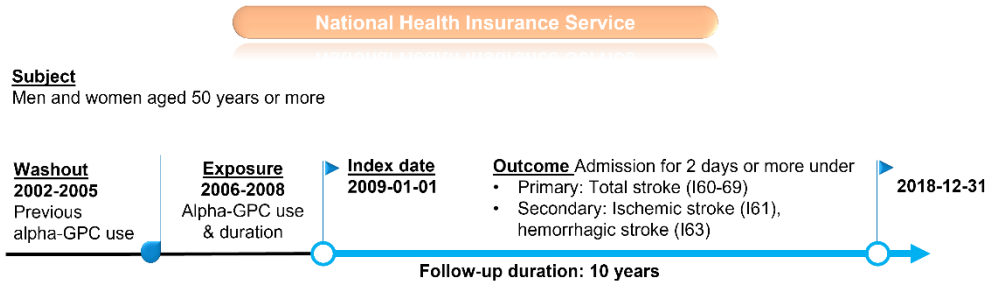 National Health Insurance Service
Subject
Men and women aged 50 years or more
Washout
2002-2005
Previous
alpha-GPC use
Exposure
2006-2008
Alpha-GPC use
& duration
Index date
2009-01-01
Outcome Admission for 2 days or more under
• Primary: Total stroke (I60-69)
• Secondary: Ischemic stroke (I61),
hemorrhagic stroke (I63)
2018-12-31
Follow-up duration: 10 years